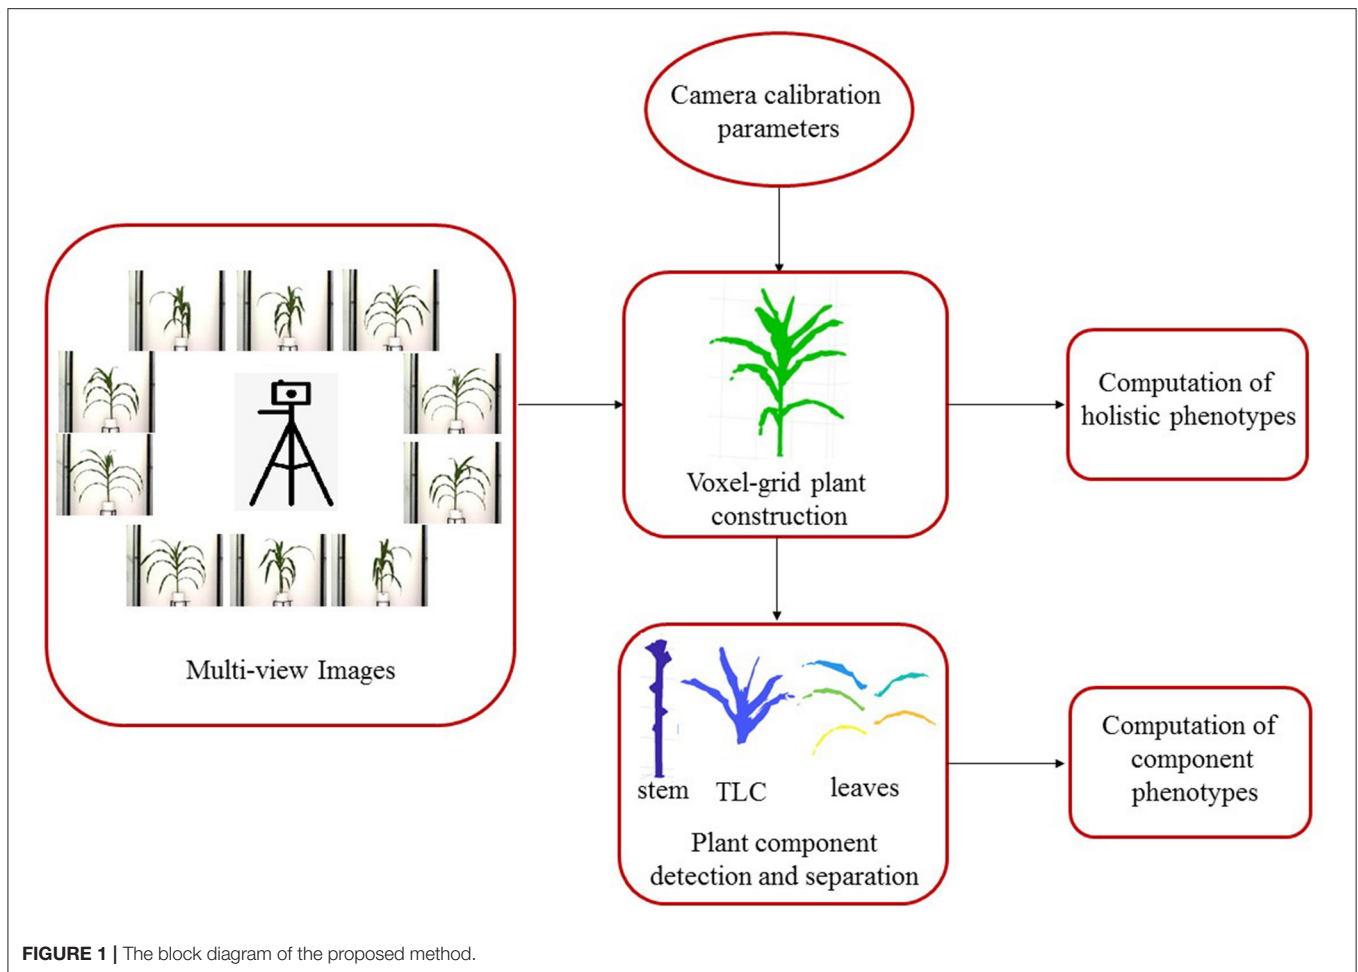 Camera calibration
parameters
Multi-view Images
Voxel-grid plant
construction
Computation of
holistic phenotypes
stem TLC leaves
Plant component
detection and separation
Computation of
component
phenotypes
FIGURE 1 | The block diagram of the proposed method.